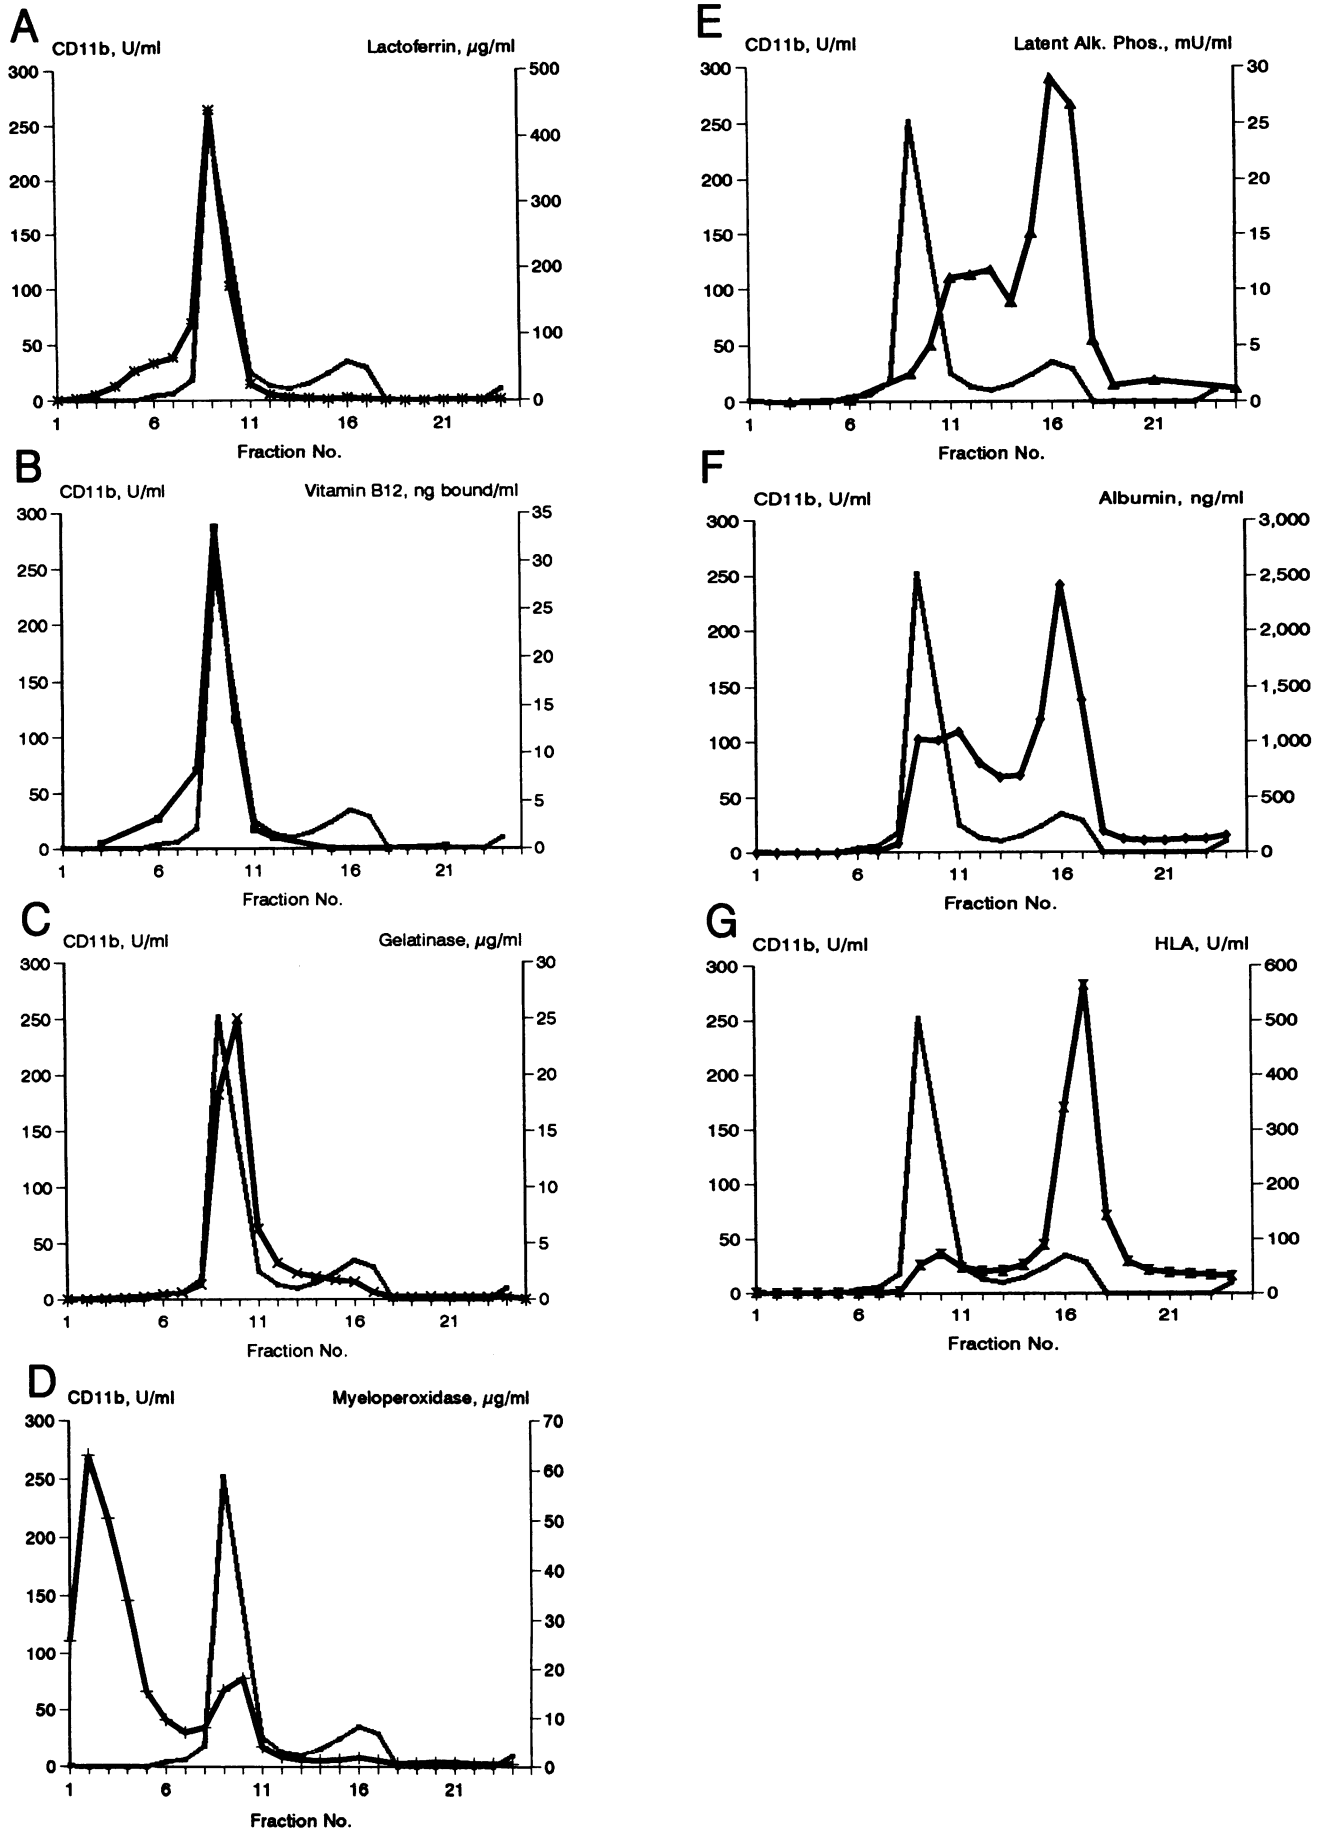 A
CD11b, U/ml Lactoferrin, µg/ml
300 500
250 400
200 300
150 200
100 100
50 0
0
1 6 11 16 21
Fraction No.
B
CD11b, U/ml Vitamin B12, ng bound/ml
300 35
250 30
200 25
150 20
100 15
50 10
0 5
0
1 6 11 16 21
Fraction No.
C
CD11b, U/ml Gelatinase, µg/ml
300 30
250 25
200 20
150 15
100 10
50 5
0 0
1 6 11 16 21
Fraction No.
D
CD11b, U/ml Myeloperoxidase, µg/ml
300 70
250 60
200 50
150 40
100 30
50 20
0 10
0
1 6 11 16 21
Fraction No.
E
CD11b, U/ml Latent Alk. Phos., mU/ml
300 30
250 25
200 20
150 15
100 10
50 5
0 0
1 6 11 16 21
Fraction No.
F
CD11b, U/ml Albumin, ng/ml
300 3,000
250 2,500
200 2,000
150 1,500
100 1,000
50 500
0 0
1 6 11 16 21
Fraction No.
G
CD11b, U/ml HLA, U/ml
300 600
250 500
200 400
150 300
100 200
50 100
0 0
1 6 11 16 21
Fraction No.